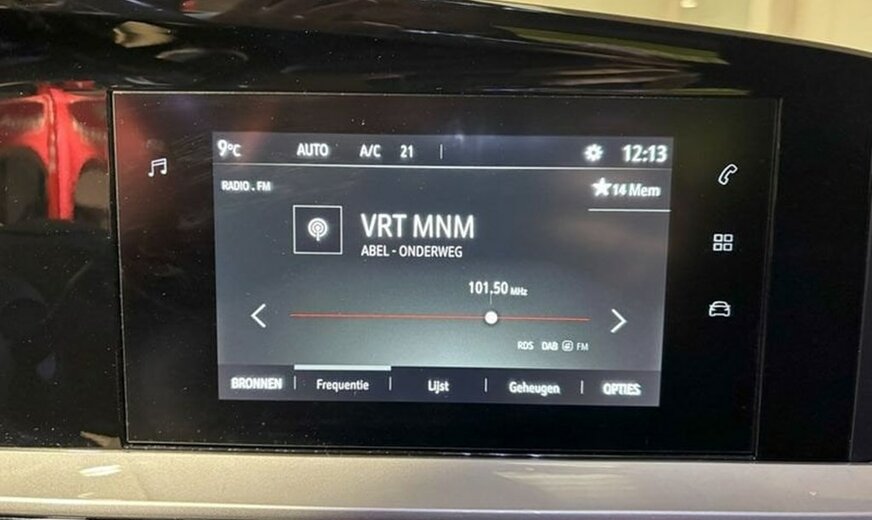 9°C AUTO A/C 21 12:13
RADIO . FM
14 Mem
VRT MNM
ABEL - ONDERWEG
101.50 MHz
RDS DAB FM
BRONNEN Frequentie Lijst Geheugen OPTIES